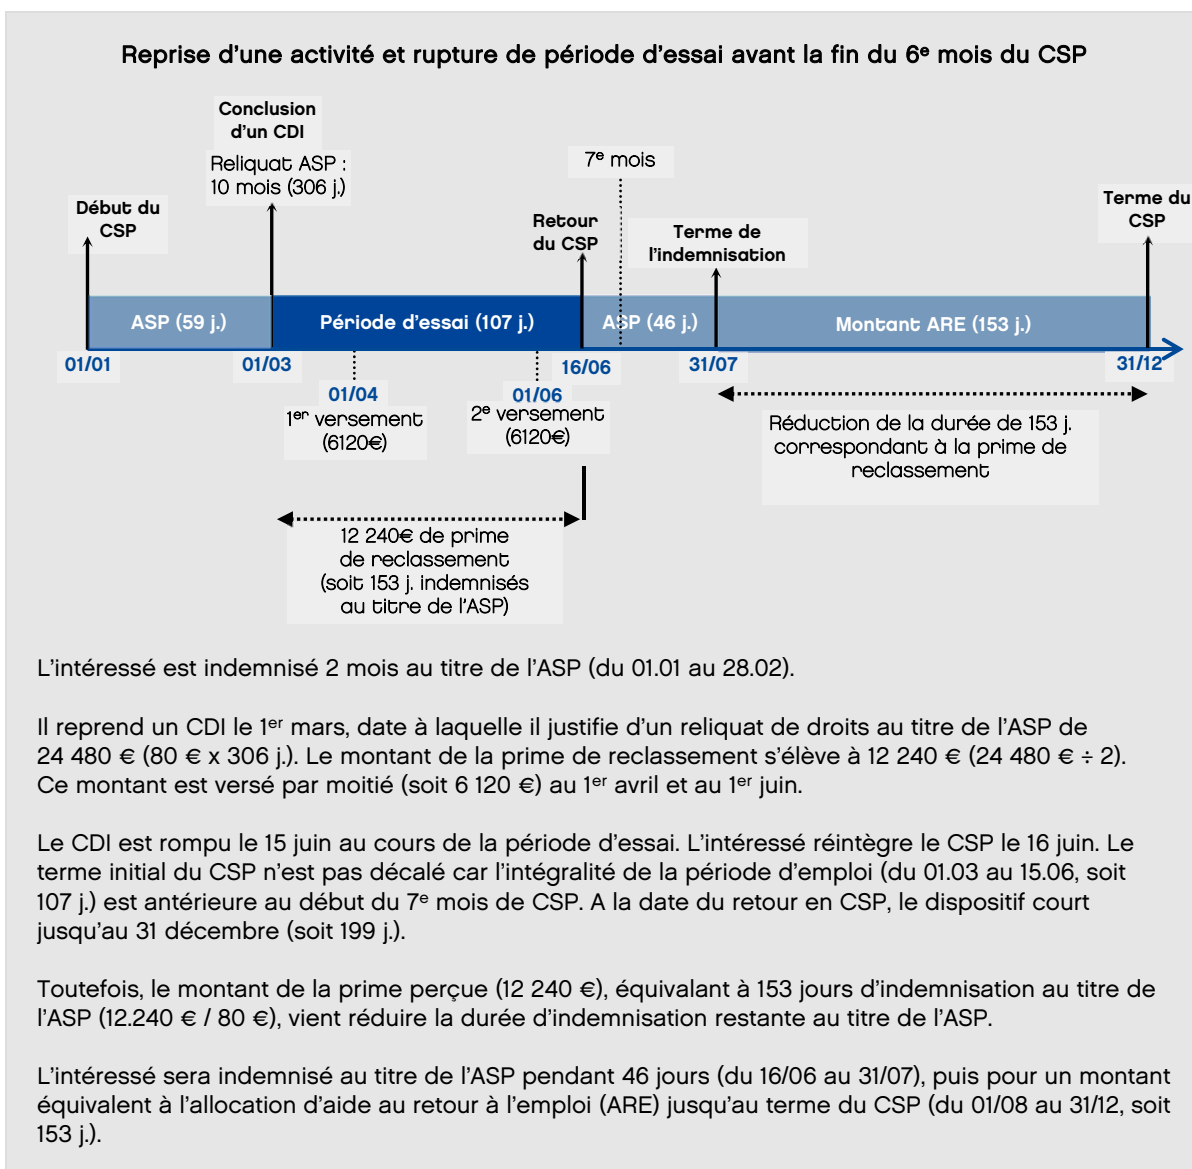 Reprise d'une activité et rupture de période d'essai avant la fin du 6e mois du CSP
Conclusion
d'un CDI
Reliquat ASP :
10 mois (306 j.)
7e mois
Début du
CSP
Retour
du CSP
Terme de
l'indemnisation
Terme du
CSP
ASP (59 j.)
Période d'essai (107 j.)
ASP (46 j.)
Montant ARE (153 j.)
01/01
01/03
16/06
31/07
31/12
01/04
1er versement
(6120€)
01/06
2e versement
(6120€)
Réduction de la durée de 153 j.
correspondant à la prime de
reclassement
12 240€ de prime
de reclassement
(soit 153 j. indemnisés
au titre de l'ASP)
L'intéressé est indemnisé 2 mois au titre de l'ASP (du 01.01 au 28.02).
Il reprend un CDI le 1er mars, date à laquelle il justifie d'un reliquat de droits au titre de l'ASP de
24 480 € (80 € x 306 j.). Le montant de la prime de reclassement s'élève à 12 240 € (24 480 € ÷ 2).
Ce montant est versé par moitié (soit 6 120 €) au 1er avril et au 1er juin.
Le CDI est rompu le 15 juin au cours de la période d'essai. L'intéressé réintègre le CSP le 16 juin. Le
terme initial du CSP n'est pas décalé car l'intégralité de la période d'emploi (du 01.03 au 15.06, soit
107 j.) est antérieure au début du 7e mois de CSP. A la date du retour en CSP, le dispositif court
jusqu'au 31 décembre (soit 199 j.).
Toutefois, le montant de la prime perçue (12 240 €), équivalant à 153 jours d'indemnisation au titre de
l'ASP (12.240 € / 80 €), vient réduire la durée d'indemnisation restante au titre de l'ASP.
L'intéressé sera indemnisé au titre de l'ASP pendant 46 jours (du 16/06 au 31/07), puis pour un montant
équivalent à l'allocation d'aide au retour à l'emploi (ARE) jusqu'au terme du CSP (du 01/08 au 31/12, soit
153 j.).